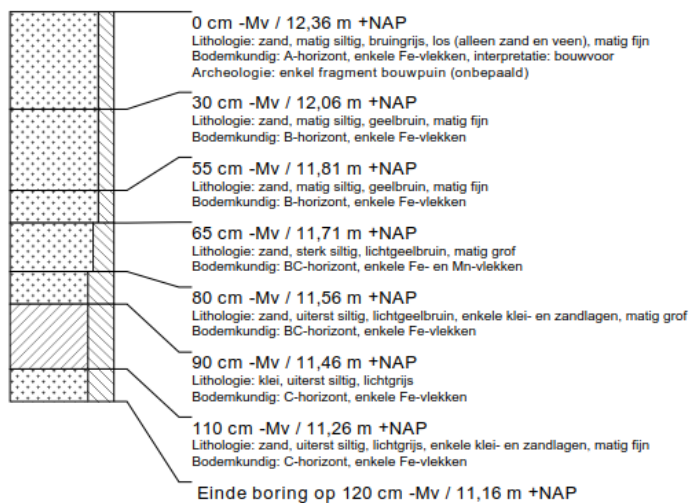 0 cm -Mv / 12,36 m +NAP
Lithologie: zand, matig siltig, bruingrijs, los (alleen zand en veen), matig fijn
Bodemkundig: A-horizont, enkele Fe-vlekken, interpretatie: bouwvoor
Archeologie: enkel fragment bouwpuin (onbepaald)
30 cm -Mv / 12,06 m +NAP
Lithologie: zand, matig siltig, geelbruin, matig fijn
Bodemkundig: B-horizont, enkele Fe-vlekken
55 cm -Mv / 11,81 m +NAP
Lithologie: zand, matig siltig, geelbruin, matig fijn
Bodemkundig: B-horizont, enkele Fe-vlekken
65 cm -Mv / 11,71 m +NAP
Lithologie: zand, sterk siltig, lichtgeelbruin, matig grof
Bodemkundig: BC-horizont, enkele Fe- en Mn-vlekken
80 cm -Mv / 11,56 m +NAP
Lithologie: zand, uiterst siltig, lichtgeelbruin, enkele klei- en zandlagen, matig grof
Bodemkundig: BC-horizont, enkele Fe-vlekken
90 cm -Mv / 11,46 m +NAP
Lithologie: klei, uiterst siltig, lichtgrijs
Bodemkundig: C-horizont, enkele Fe-vlekken
110 cm -Mv / 11,26 m +NAP
Lithologie: zand, uiterst siltig, lichtgrijs, enkele klei- en zandlagen, matig fijn
Bodemkundig: C-horizont, enkele Fe-vlekken
Einde boring op 120 cm -Mv / 11,16 m +NAP